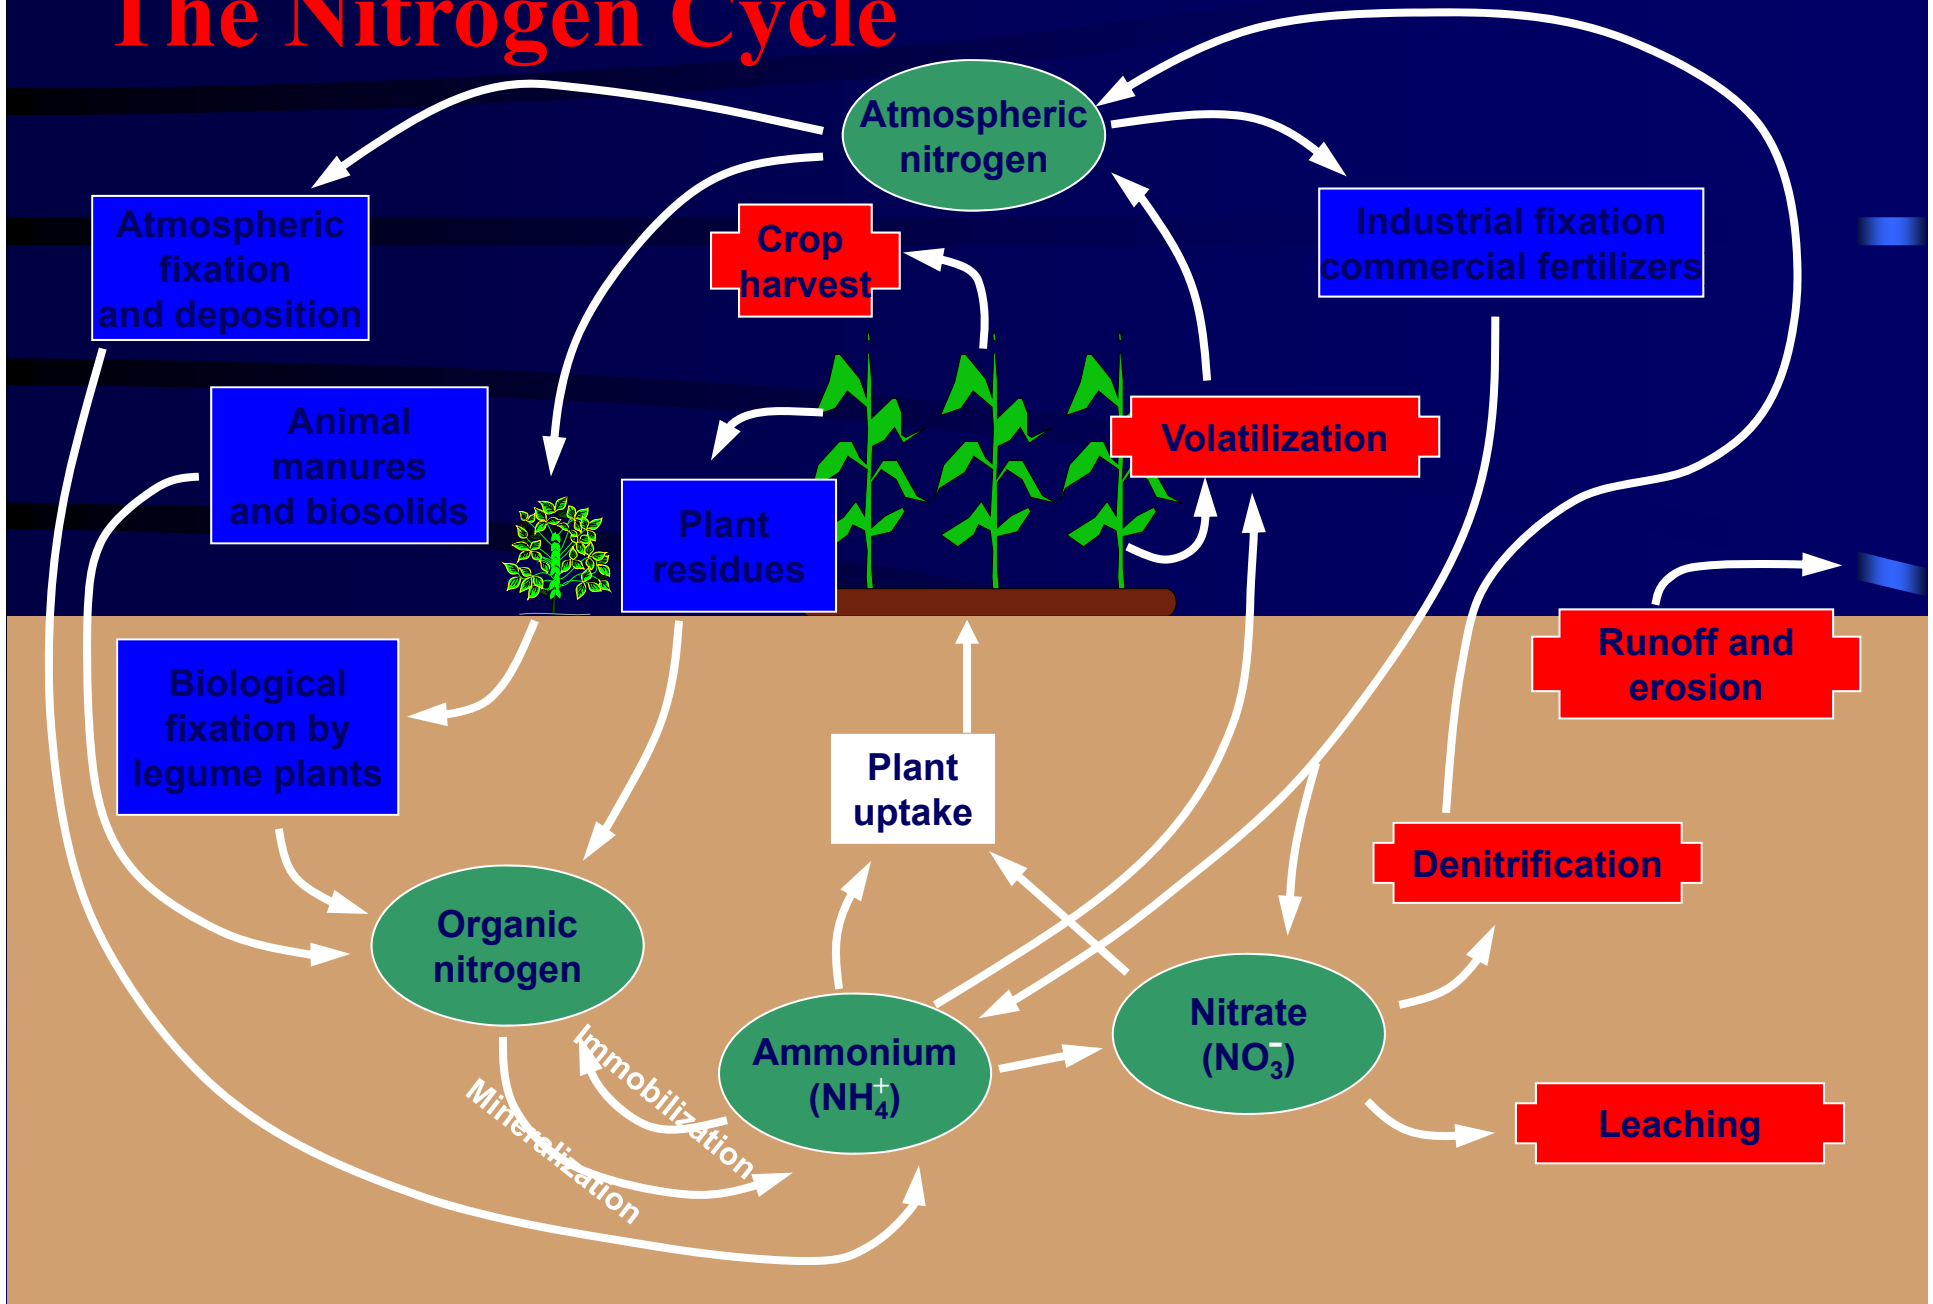 The Nitrogen Cycle
Atmospheric
nitrogen
Atmospheric
fixation
and deposition
Crop
harvest
Industrial fixation
commercial fertilizers
Animal
manures
and biosolids
Volatilization
Plant
residues
Runoff and
erosion
Biological
fixation by
legume plants
Plant
uptake
Denitrification
Organic
nitrogen
Ammonium
(NH₄⁺)
Nitrate
(NO₃⁻)
Immobilization
Mineralization
Leaching